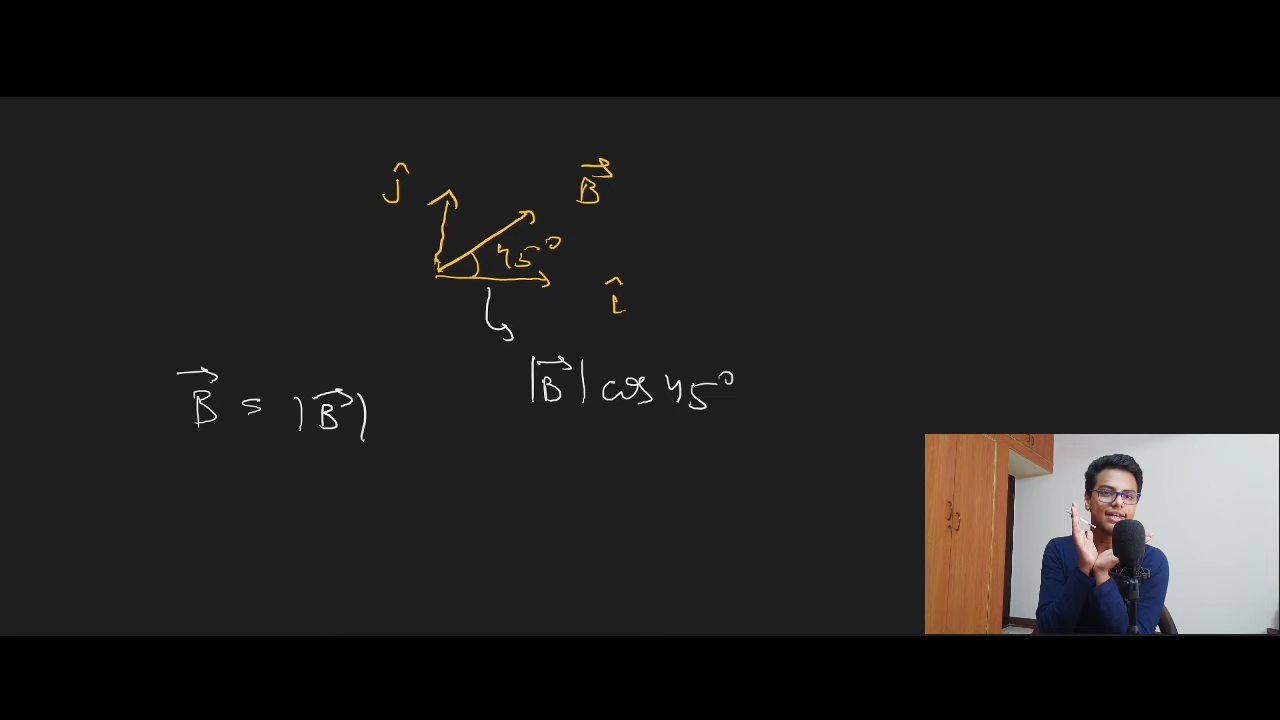 ĵ
B⃗
45°
î
|B⃗| cos 45°
B⃗ = |B⃗|